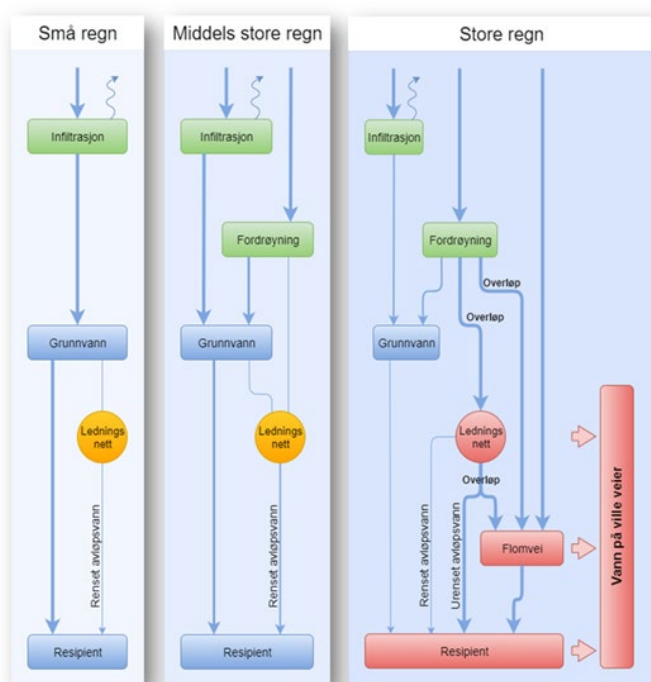 Små regn
Infiltrasjon
Grunnvann
Lednings
nett
Renset avløpsvann
Resipient
Middels store regn
Infiltrasjon
Fordrøyning
Grunnvann
Lednings
nett
Renset avløpsvann
Resipient
Store regn
Infiltrasjon
Fordrøyning
Overløp
Overløp
Grunnvann
Lednings
nett
Overløp
Renset avløpsvann
Urenset avløpsvann
Flomvei
Resipient
Vann på ville veier